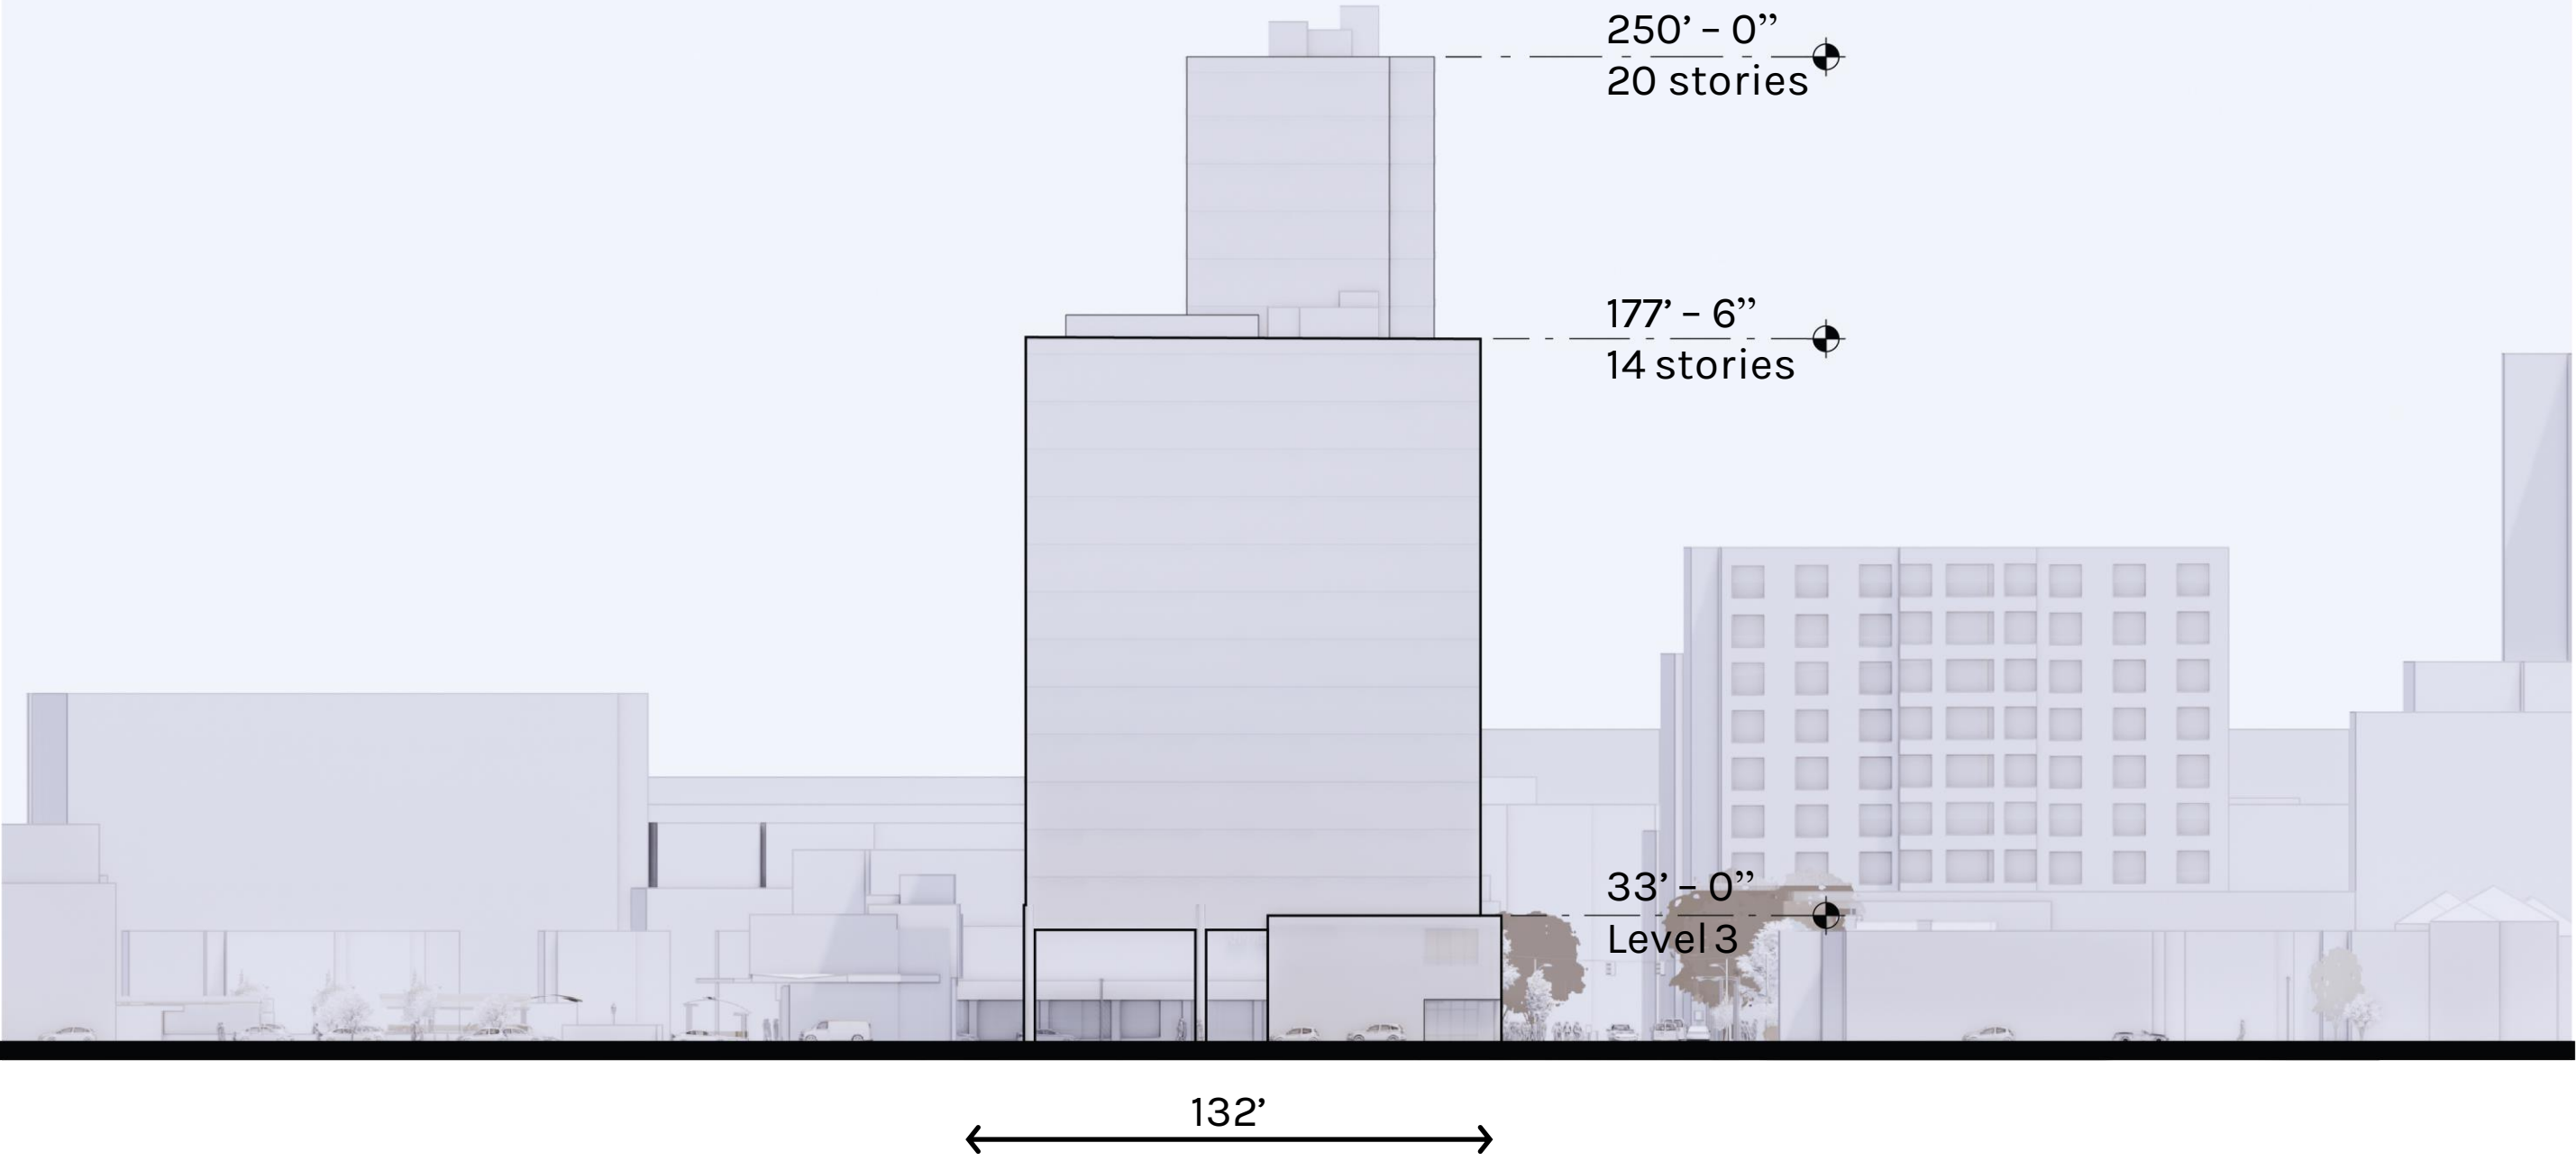 250’ – 0”
20 stories
177’ – 6”
14 stories
33’ – 0”
Level 3
132’